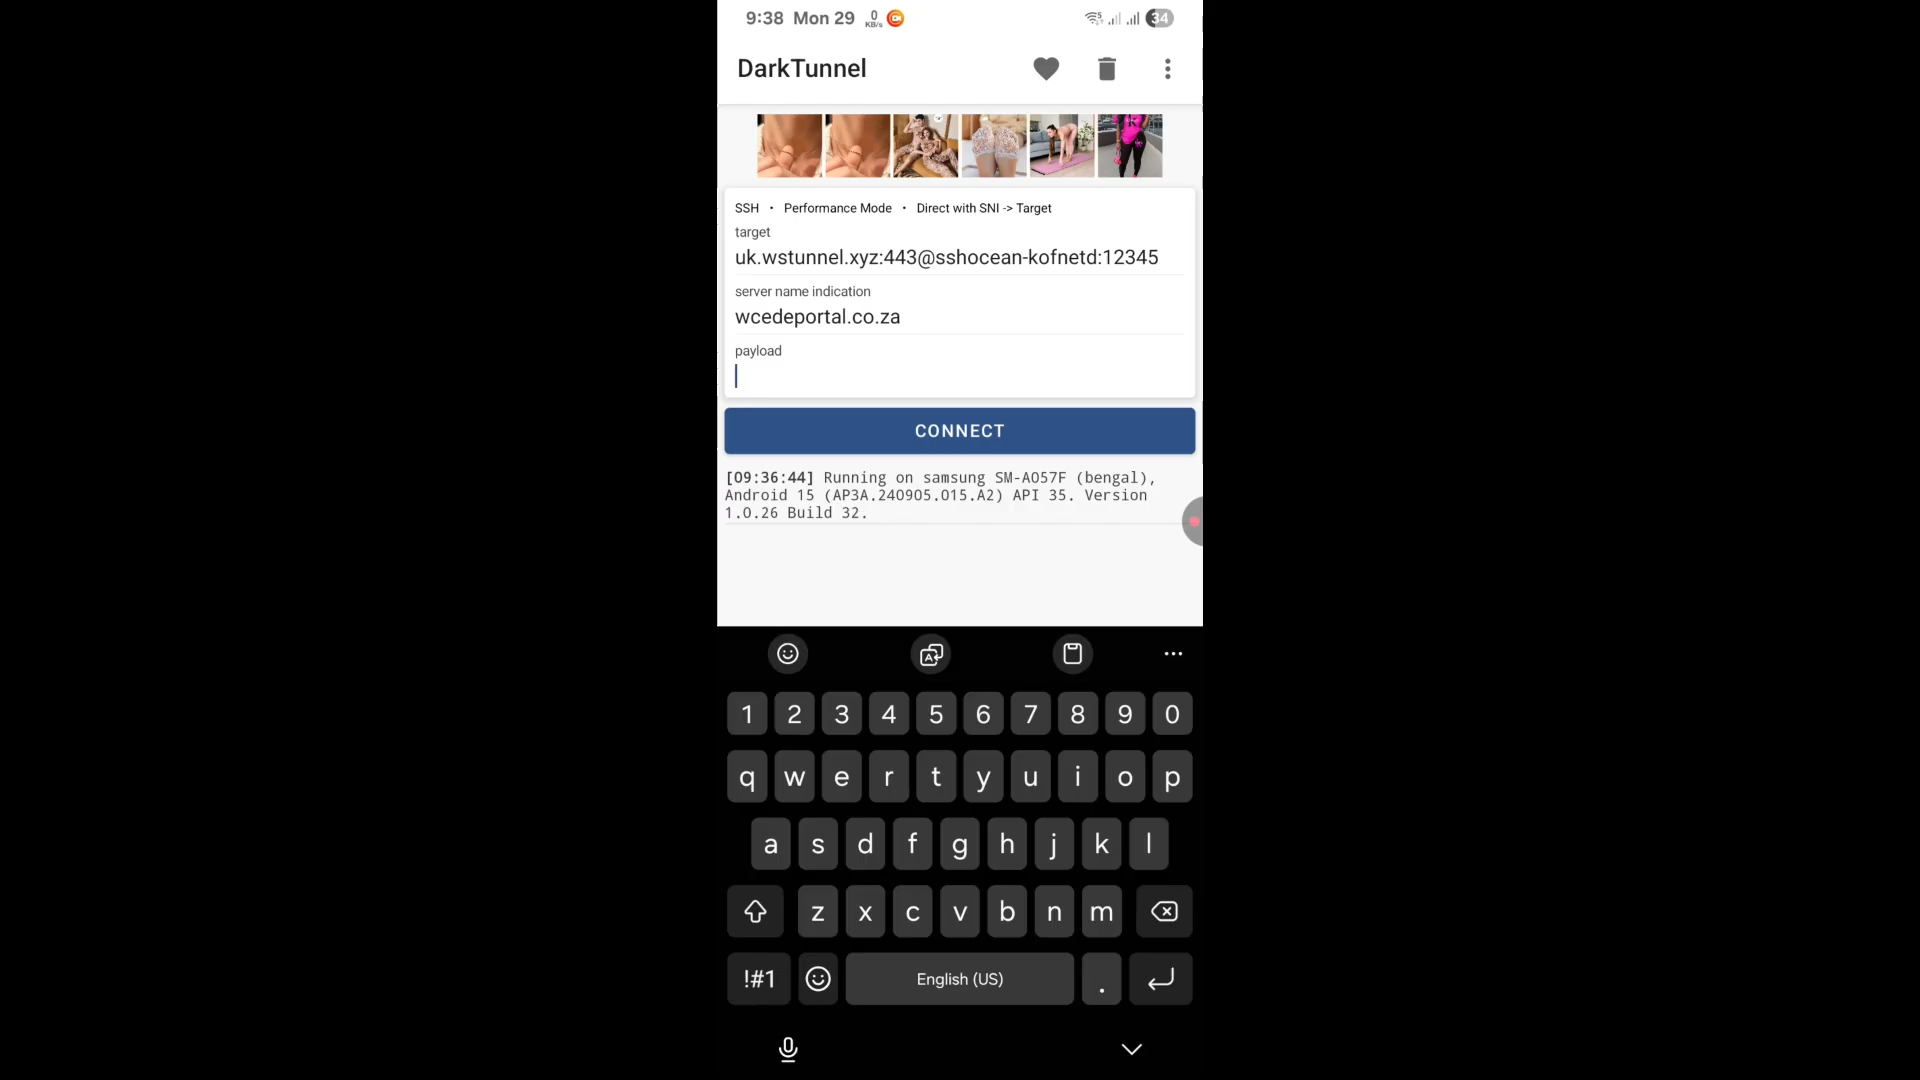 9:38 Mon 29 0 KB/s 34
DarkTunnel
SSH • Performance Mode • Direct with SNI -> Target
target
uk.wstunnel.xyz:443@sshocean-kofnetd:12345
server name indication
wcedeportal.co.za
payload
CONNECT
[09:36:44] Running on samsung SM-A057F (bengal),
Android 15 (AP3A.240905.015.A2) API 35. Version
1.0.26 Build 32.
1 2 3 4 5 6 7 8 9 0
q w e r t y u i o p
a s d f g h j k l
z x c v b n m
!#1 English (US) .